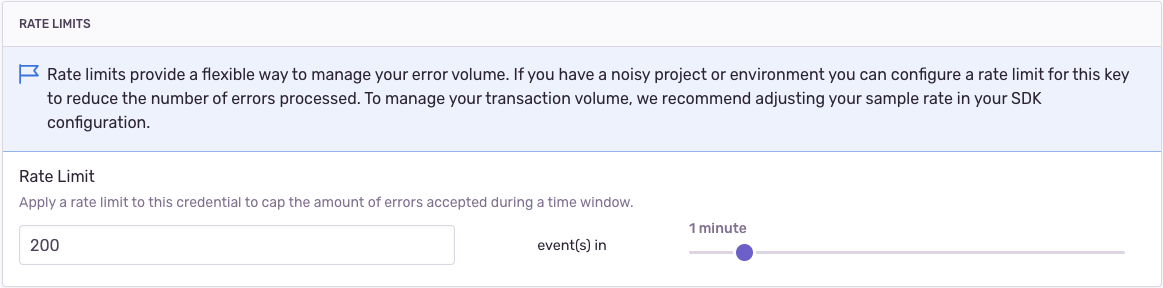 RATE LIMITS
Rate limits provide a flexible way to manage your error volume. If you have a noisy project or environment you can configure a rate limit for this key
to reduce the number of errors processed. To manage your transaction volume, we recommend adjusting your sample rate in your SDK
configuration.
Rate Limit
Apply a rate limit to this credential to cap the amount of errors accepted during a time window.
200
event(s) in
1 minute